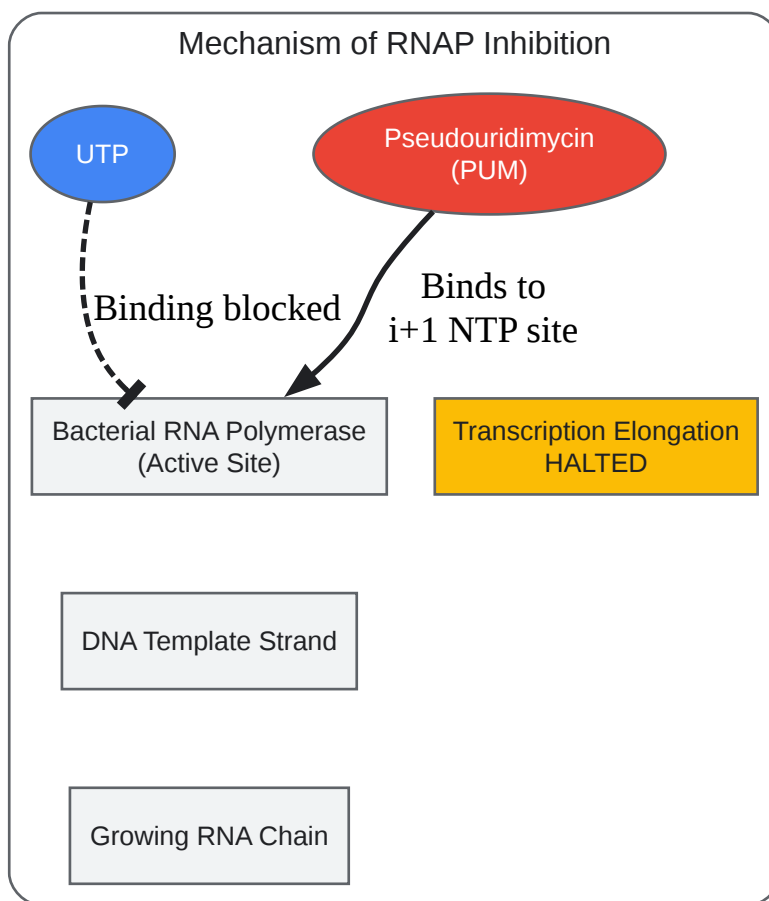 Mechanism of RNAP Inhibition
UTP
Pseudouridimycin
(PUM)
Binding blocked
Binds to
i+1 NTP site
Bacterial RNA Polymerase
(Active Site)
Transcription Elongation
HALTED
DNA Template Strand
Growing RNA Chain